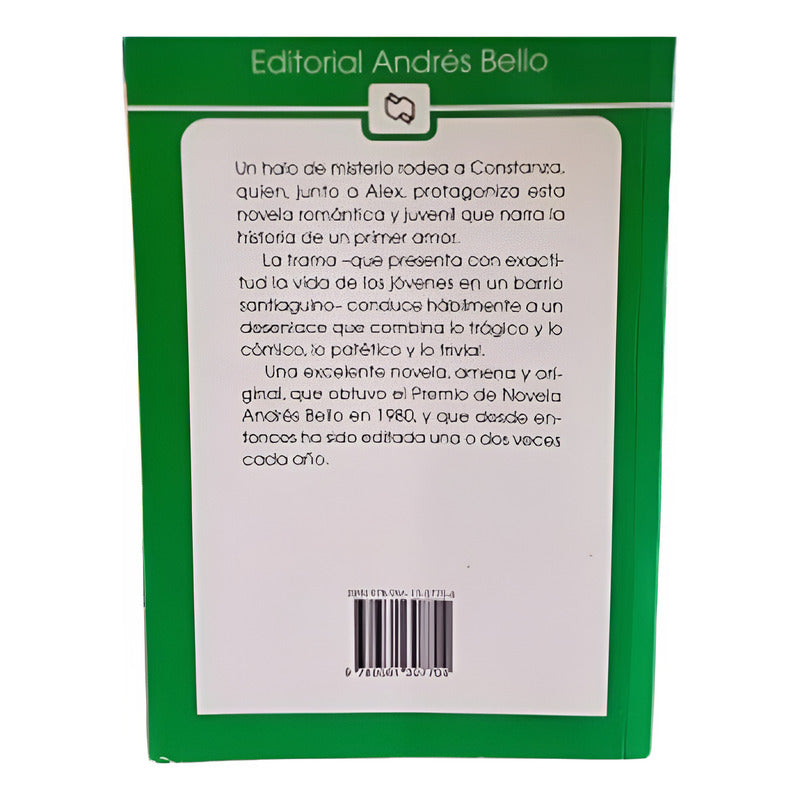 Editorial Andrés Bello
Un halo de misterio rodea a Constanza,
quien, junto a Alex, protagoniza esta
novela romántica y juvenil que narra la
historia de un primer amor.
La trama –que presenta con exacti-
tud la vida de los jóvenes en un barrio
santiaguino– conduce hábilmente a un
desenlace que combina lo trágico y lo
cómico, lo patético y lo trivial.
Una excelente novela, amena y ori-
ginal, que obtuvo el Premio de Novela
Andrés Bello en 1980, y que desde en-
tonces ha sido editada una o dos veces
cada año.